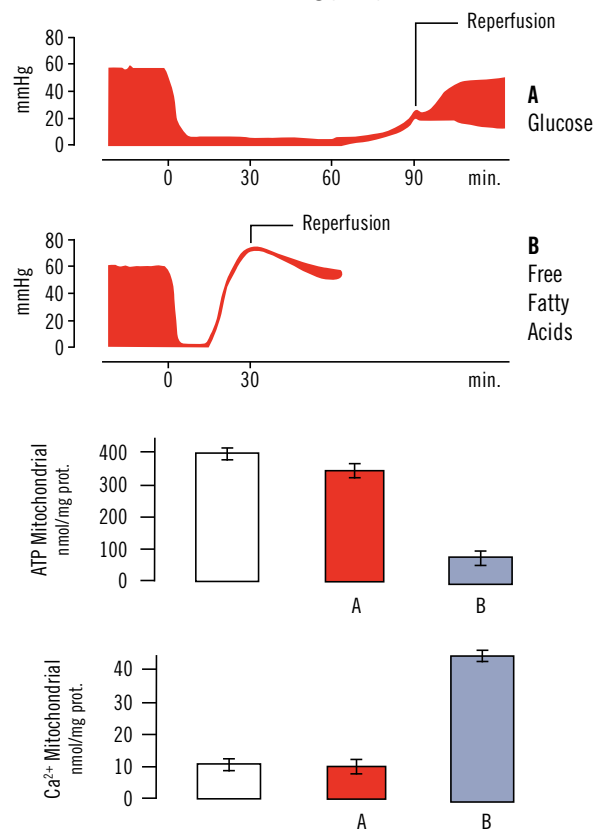 Reperfusion
mmHg
80
60
40
20
0
A
Glucose
0 30 60 90 min.
Reperfusion
mmHg
80
60
40
20
0
B
Free
Fatty
Acids
0 30 min.
ATP Mitochondrial
nmol/mg prot.
400
300
100
0
A B
Ca²⁺ Mitochondrial
nmol/mg prot.
40
30
20
10
0
A B